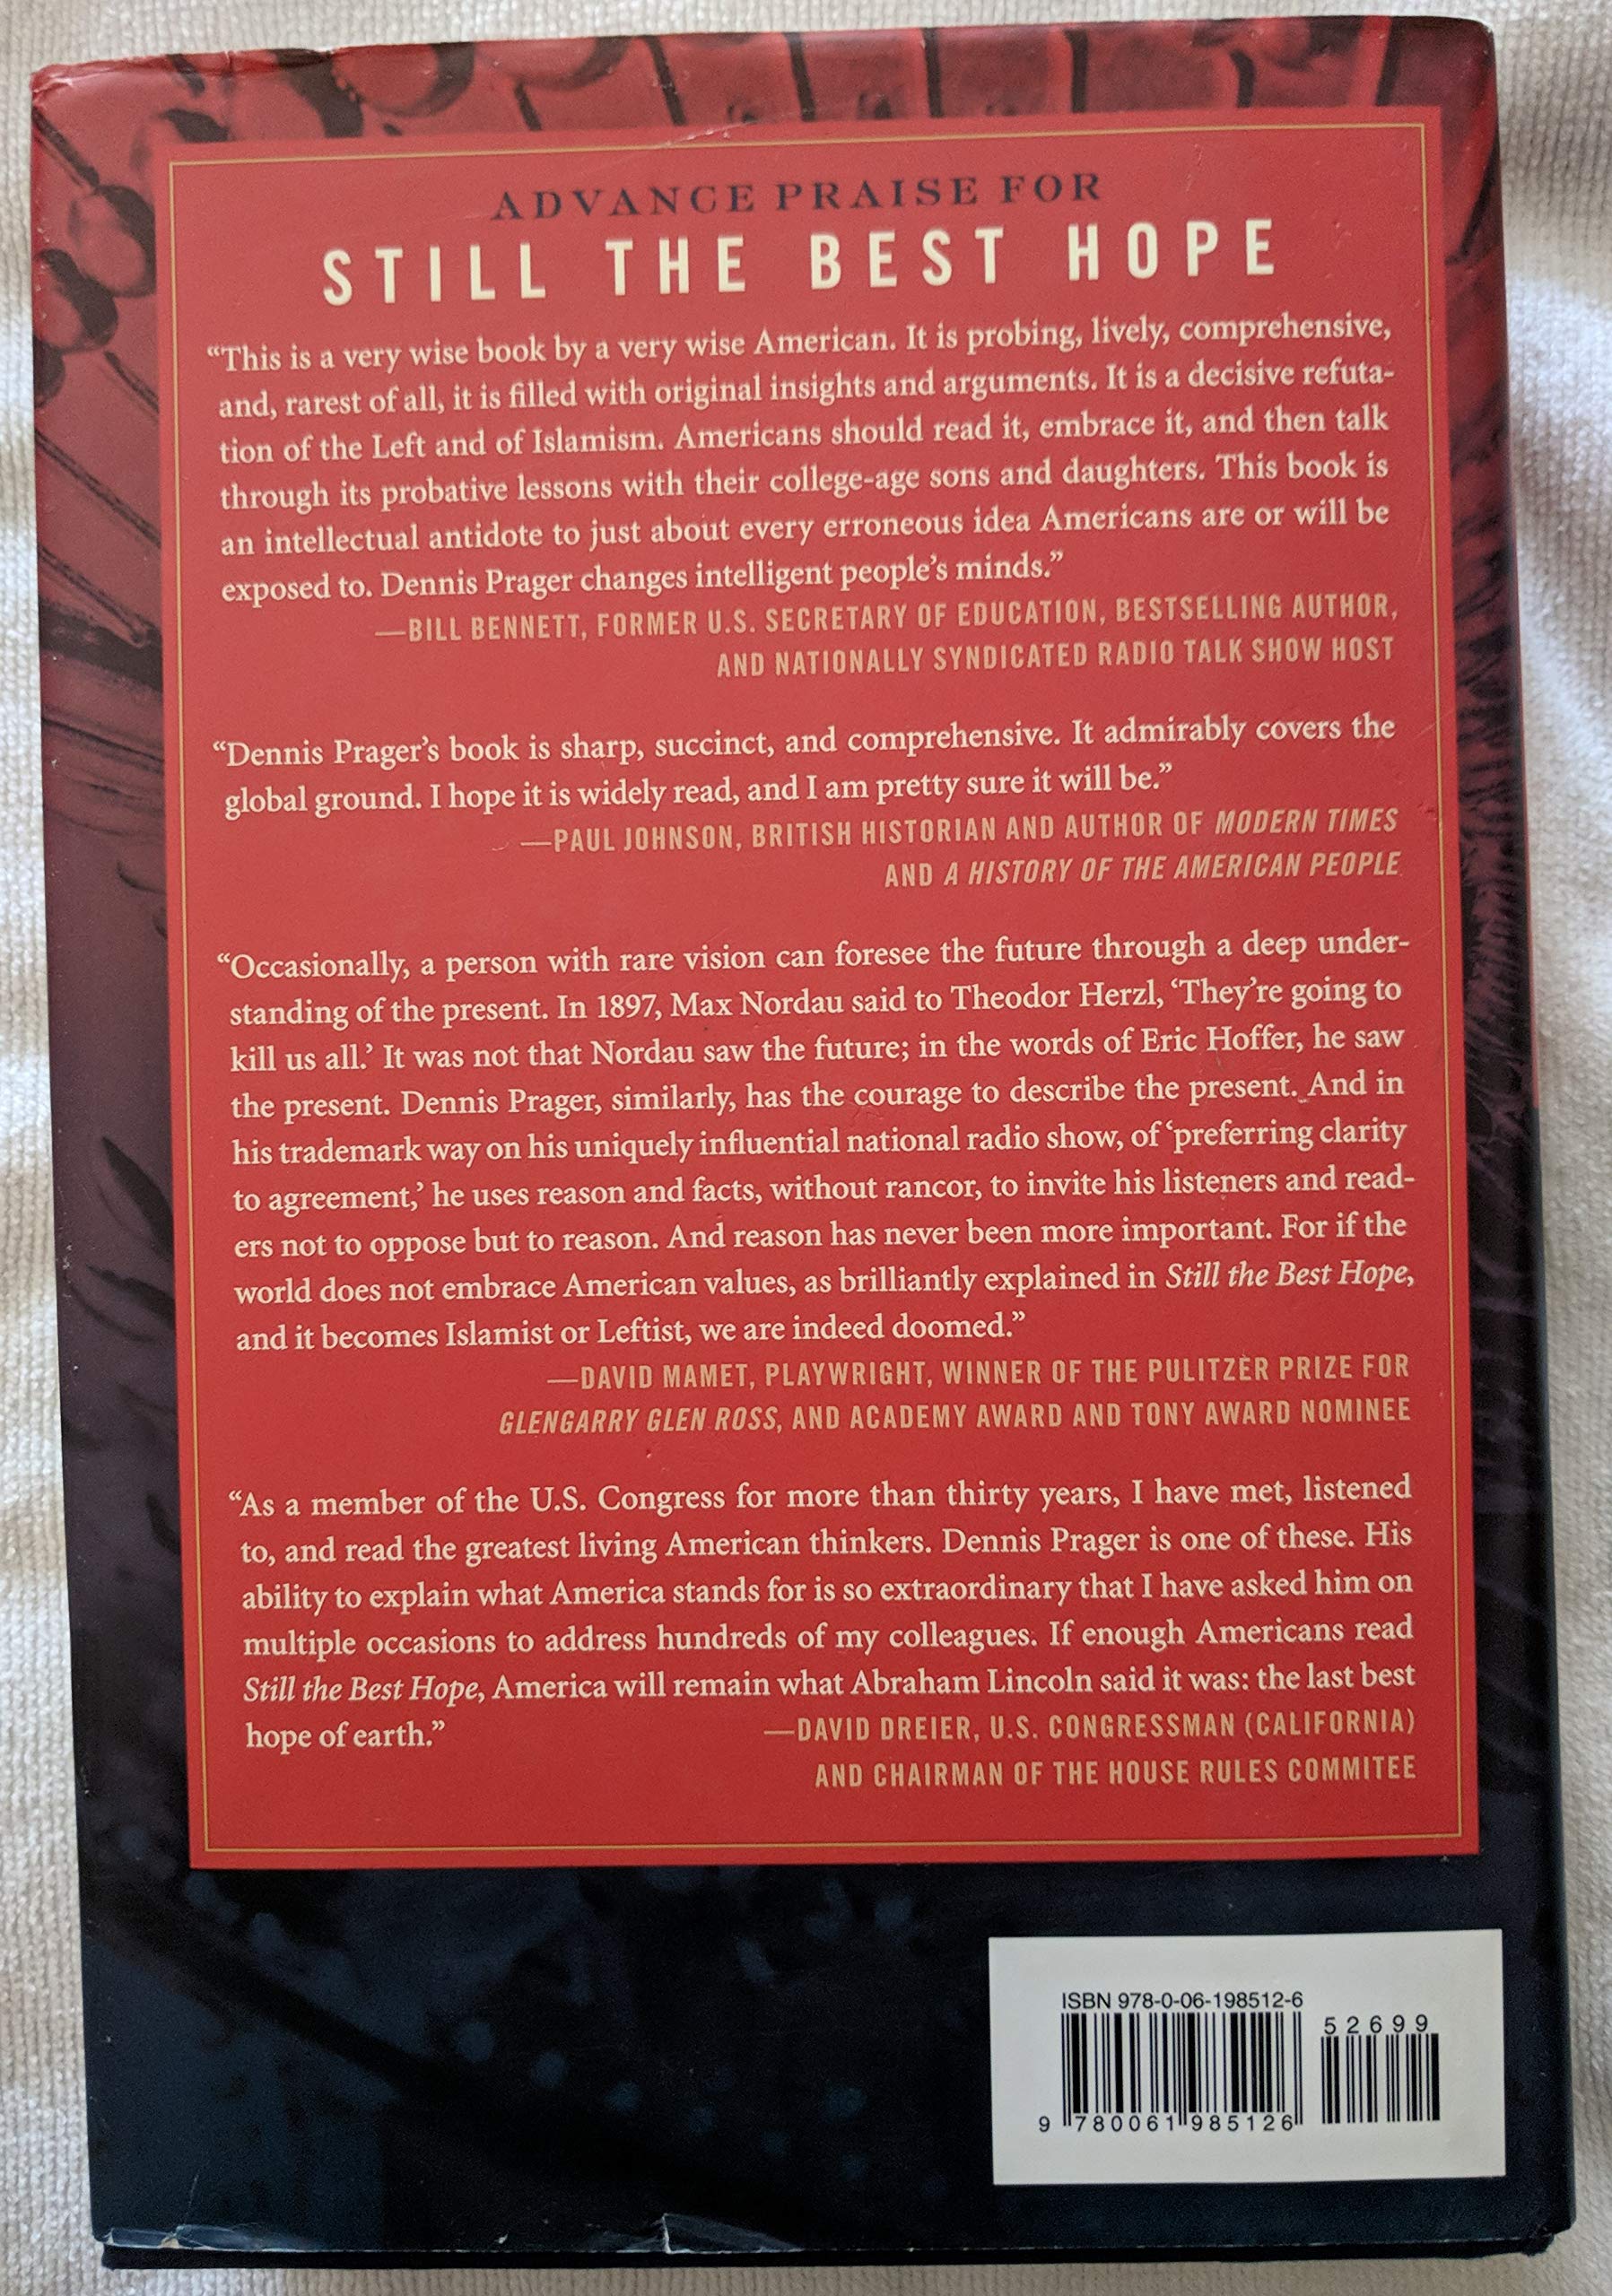 ADVANCE PRAISE FOR
STILL THE BEST HOPE
“This is a very wise book by a very wise American. It is probing, lively, comprehensive,
and, rarest of all, it is filled with original insights and arguments. It is a decisive refuta-
tion of the Left and of Islamism. Americans should read it, embrace it, and then talk
through its probative lessons with their college-age sons and daughters. This book is
an intellectual antidote to just about every erroneous idea Americans are or will be
exposed to. Dennis Prager changes intelligent people’s minds.”
—BILL BENNETT, FORMER U.S. SECRETARY OF EDUCATION, BESTSELLING AUTHOR,
AND NATIONALLY SYNDICATED RADIO TALK SHOW HOST
“Dennis Prager’s book is sharp, succinct, and comprehensive. It admirably covers the
global ground. I hope it is widely read, and I am pretty sure it will be.”
—PAUL JOHNSON, BRITISH HISTORIAN AND AUTHOR OF MODERN TIMES
AND A HISTORY OF THE AMERICAN PEOPLE
“Occasionally, a person with rare vision can foresee the future through a deep under-
standing of the present. In 1897, Max Nordau said to Theodor Herzl, ‘They’re going to
kill us all.’ It was not that Nordau saw the future; in the words of Eric Hoffer, he saw
the present. Dennis Prager, similarly, has the courage to describe the present. And in
his trademark way on his uniquely influential national radio show, of ‘preferring clarity
to agreement,’ he uses reason and facts, without rancor, to invite his listeners and read-
ers not to oppose but to reason. And reason has never been more important. For if the
world does not embrace American values, as brilliantly explained in Still the Best Hope,
and it becomes Islamist or Leftist, we are indeed doomed.”
—DAVID MAMET, PLAYWRIGHT, WINNER OF THE PULITZER PRIZE FOR
GLENGARRY GLEN ROSS, AND ACADEMY AWARD AND TONY AWARD NOMINEE
“As a member of the U.S. Congress for more than thirty years, I have met, listened
to, and read the greatest living American thinkers. Dennis Prager is one of these. His
ability to explain what America stands for is so extraordinary that I have asked him on
multiple occasions to address hundreds of my colleagues. If enough Americans read
Still the Best Hope, America will remain what Abraham Lincoln said it was: the last best
hope of earth.” —DAVID DREIER, U.S. CONGRESSMAN (CALIFORNIA)
AND CHAIRMAN OF THE HOUSE RULES COMMITEE
ISBN 978-0-06-198512-6
52699
9 780061 985126